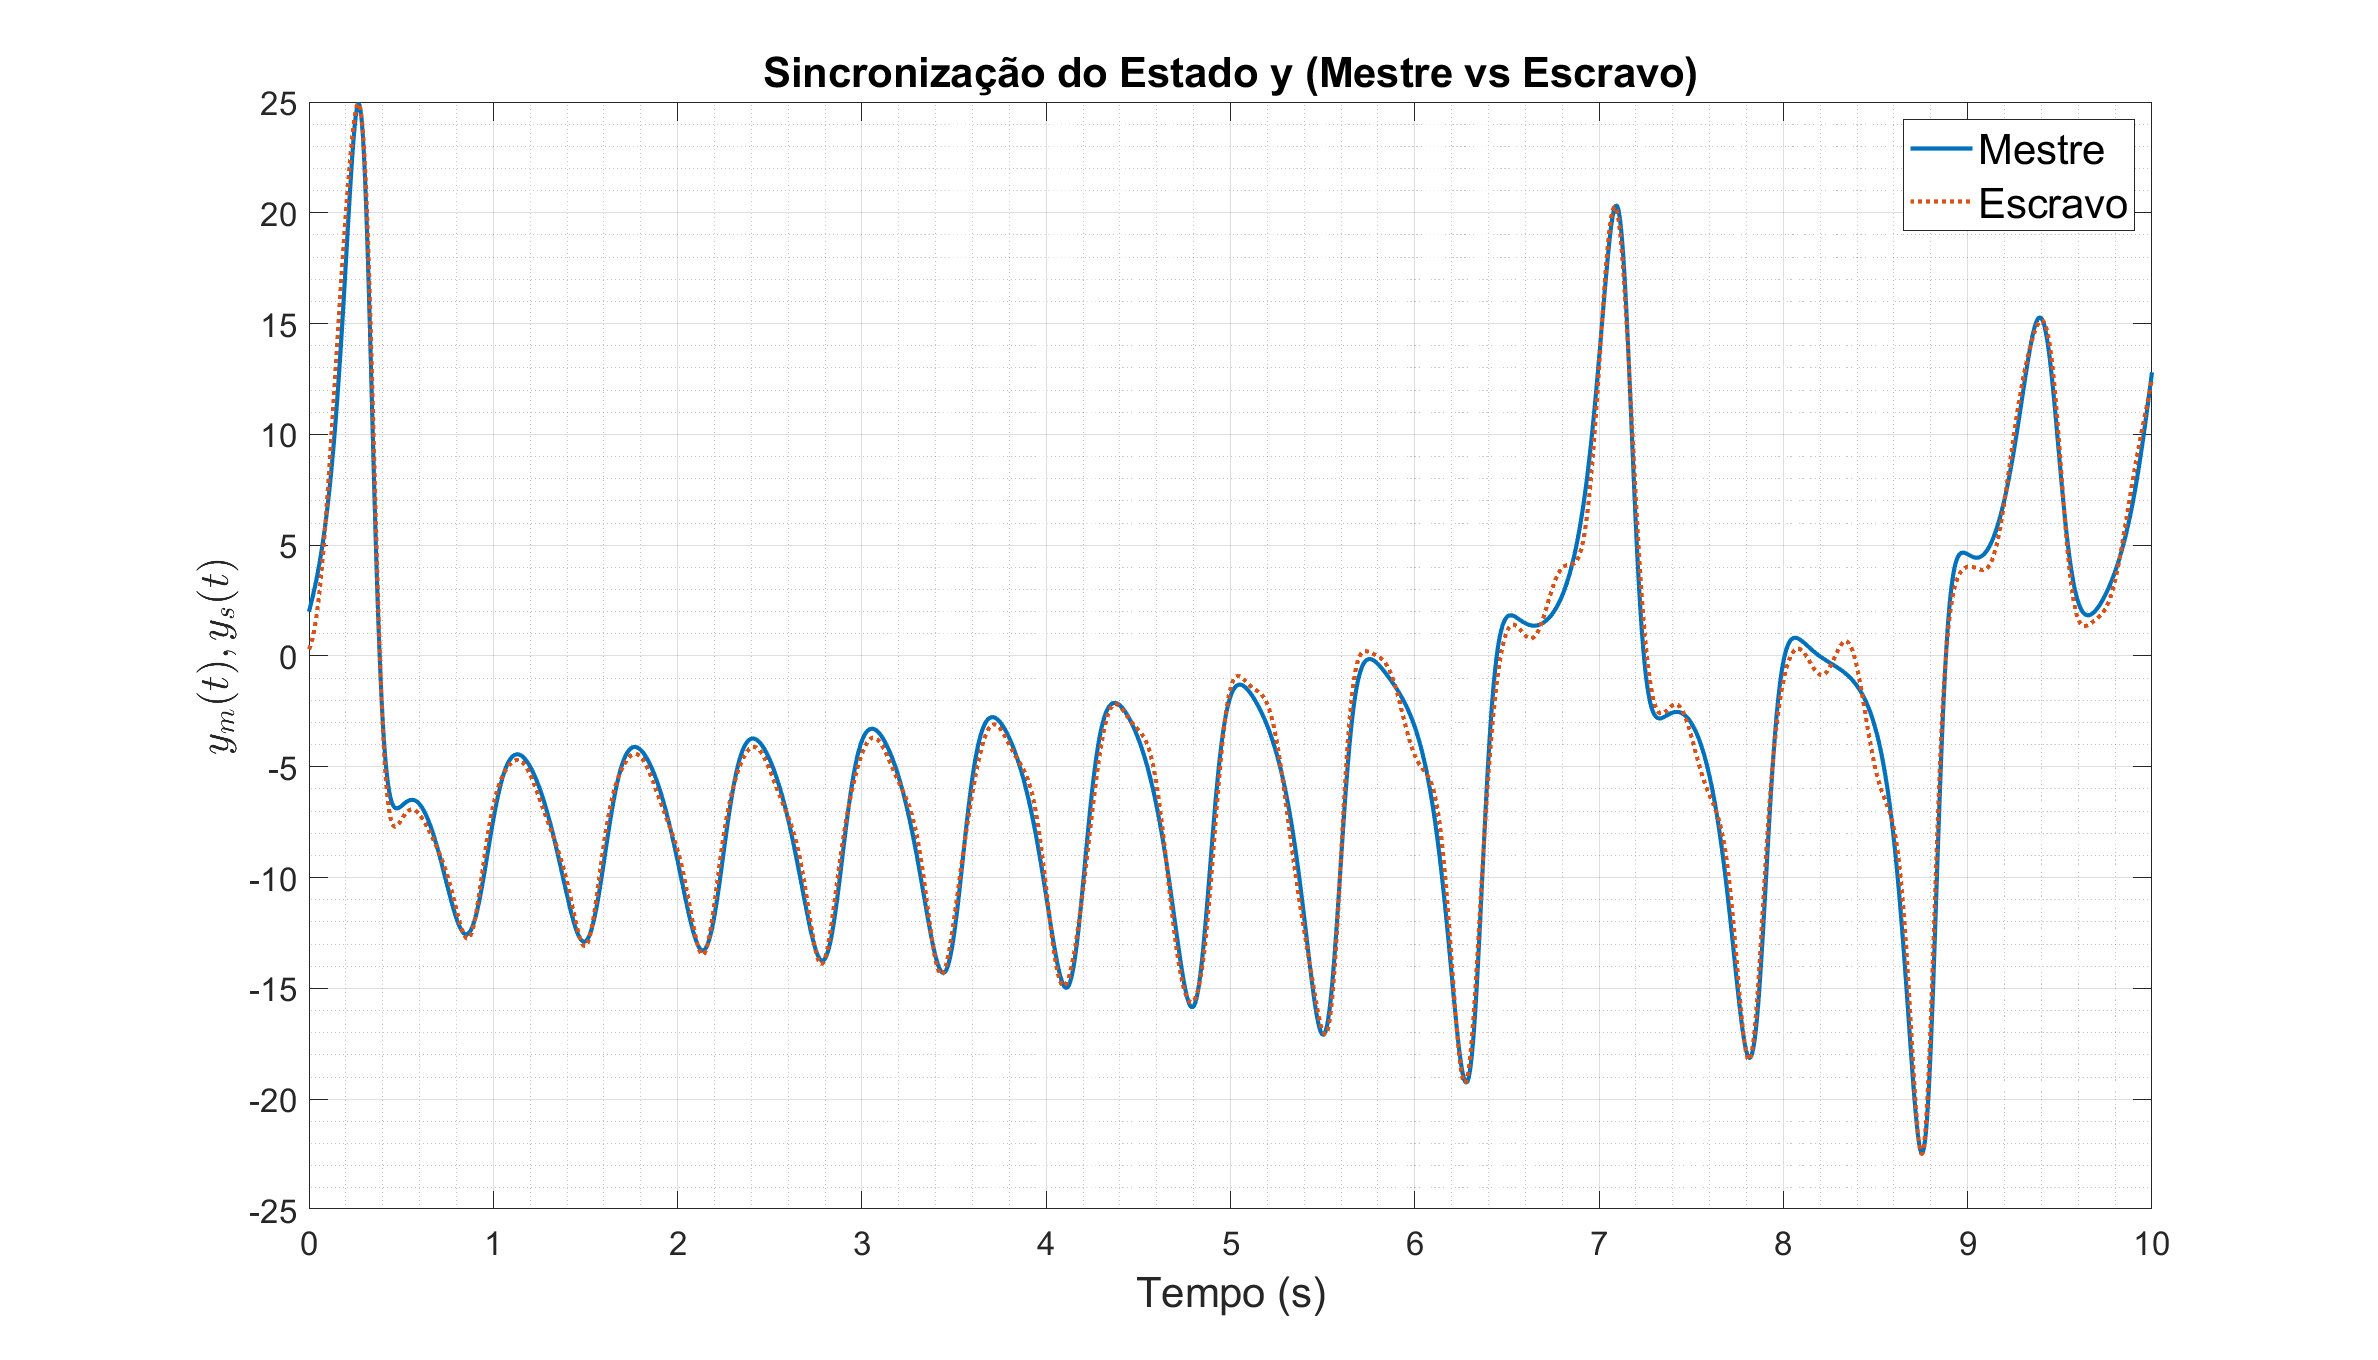 Sincronização do Estado y (Mestre vs Escravo)
Mestre
Escravo
25
20
15
10
5
0
-5
-10
-15
-20
-25
y_m(t), y_s(t)
0 1 2 3 4 5 6 7 8 9 10
Tempo (s)